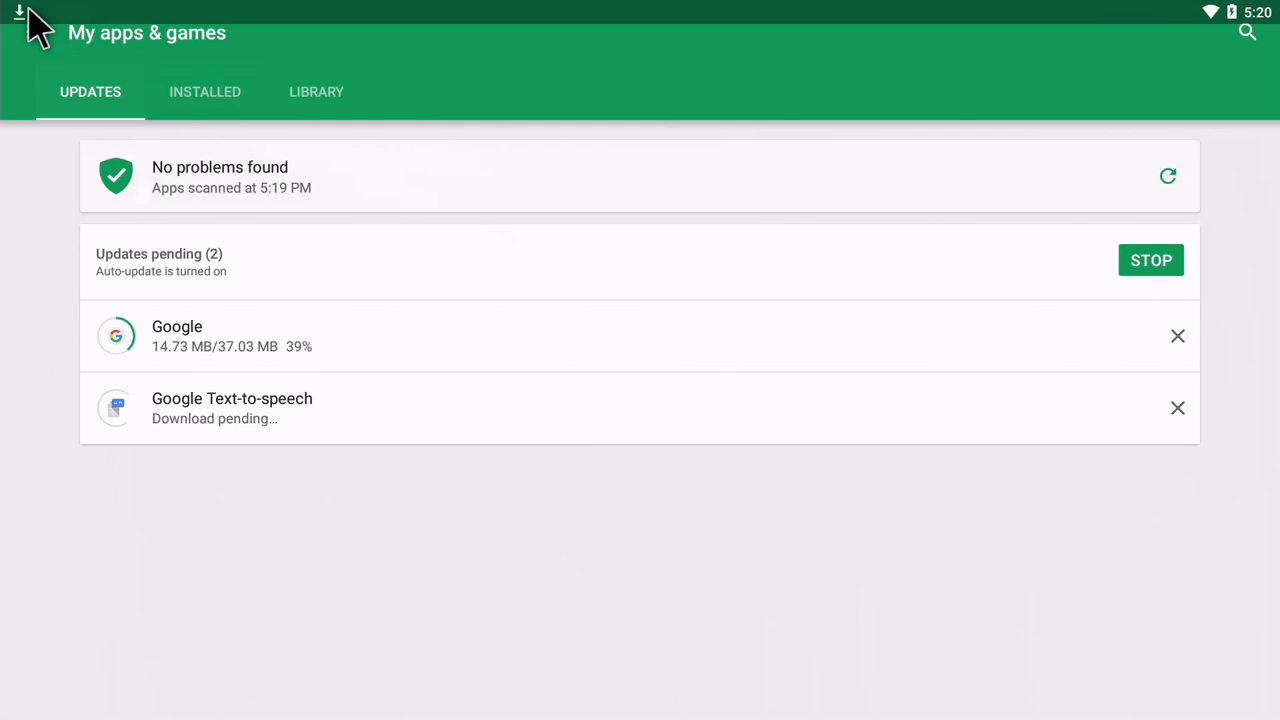 5:20
My apps & games
UPDATES INSTALLED LIBRARY
No problems found
Apps scanned at 5:19 PM
Updates pending (2)
Auto-update is turned on
STOP
Google
14.73 MB/37.03 MB 39%
Google Text-to-speech
Download pending...